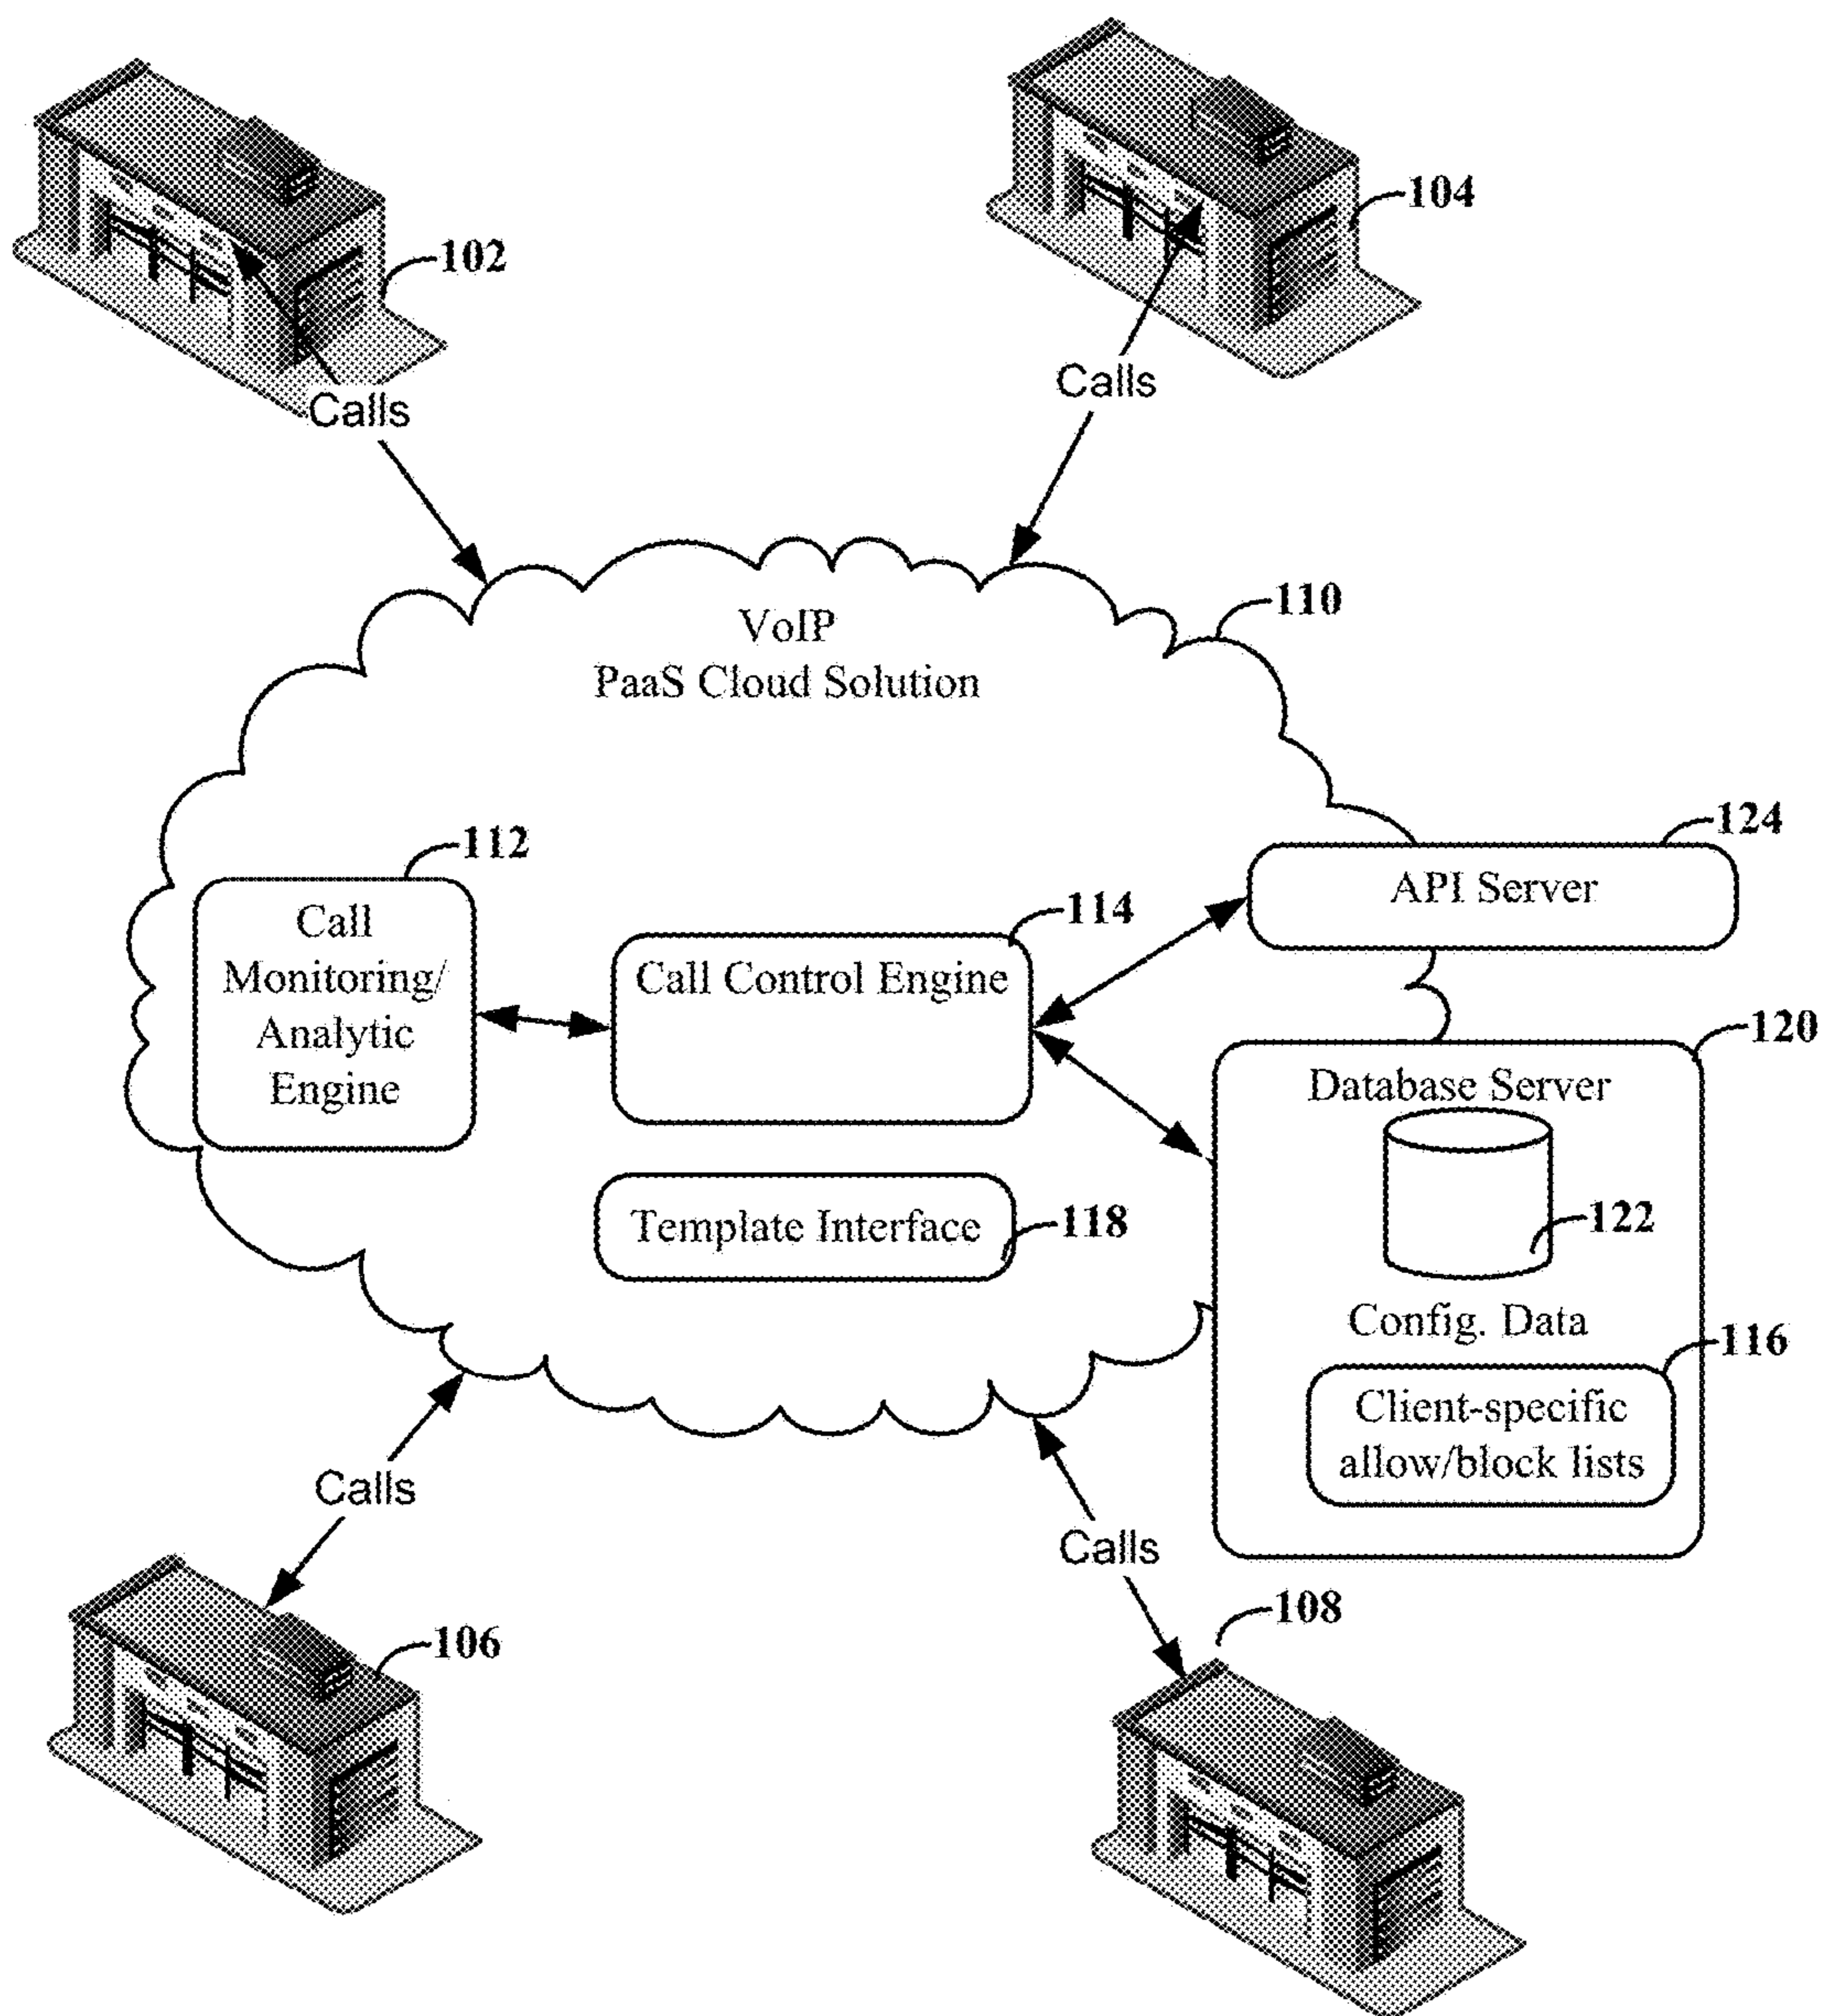 104
102
Calls
Calls
110
VoIP
PaaS Cloud Solution
124
API Server
112
Call
Monitoring/
Analytic
Engine
114
Call Control Engine
120
Database Server
122
Config. Data
Template Interface
118
116
Client-specific
allow/block lists
Calls
Calls
106
108